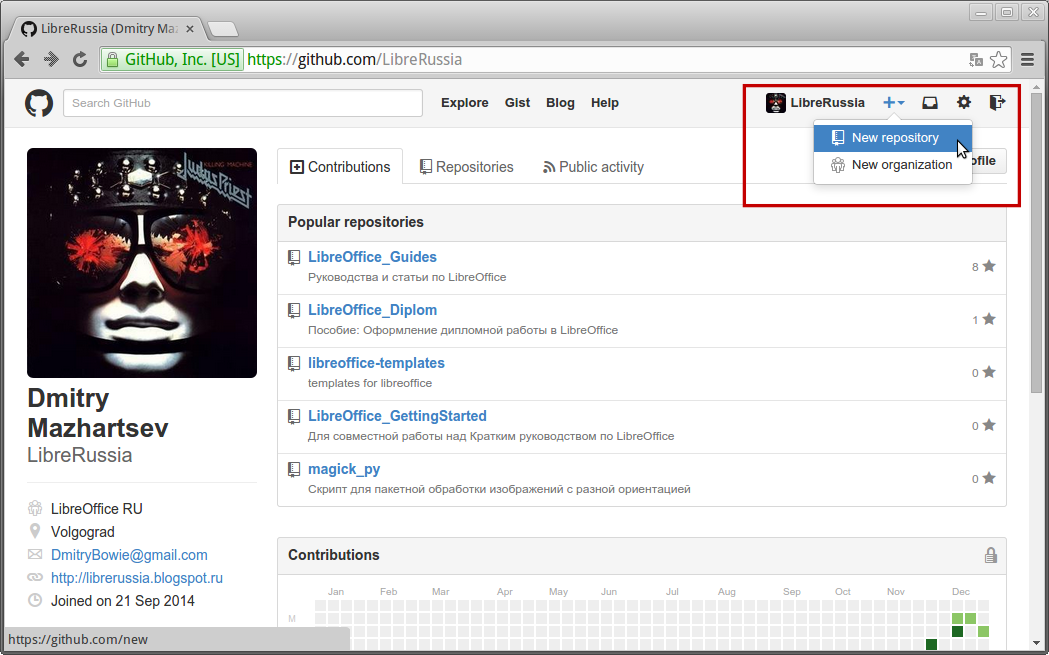 LibreRussia (Dmitry Maz
GitHub, Inc. [US] https://github.com/LibreRussia
Search GitHub
Explore Gist Blog Help
LibreRussia
New repository
New organization
ofile
KILLING MACHINE
Judas Priest
Contributions Repositories Public activity
Popular repositories
LibreOffice_Guides
Руководства и статьи по LibreOffice
8
LibreOffice_Diplom
Пособие: Оформление дипломной работы в LibreOffice
1
libreoffice-templates
templates for libreoffice
0
LibreOffice_GettingStarted
Для совместной работы над Кратким руководством по LibreOffice
0
magick_py
Скрипт для пакетной обработки изображений с разной ориентацией
0
Dmitry
Mazhartsev
LibreRussia
LibreOffice RU
Volgograd
DmitryBowie@gmail.com
http://librerussia.blogspot.ru
Joined on 21 Sep 2014
Contributions
Jan Feb Mar Apr May Jun Jul Aug Sep Oct Nov Dec
M
https://github.com/new